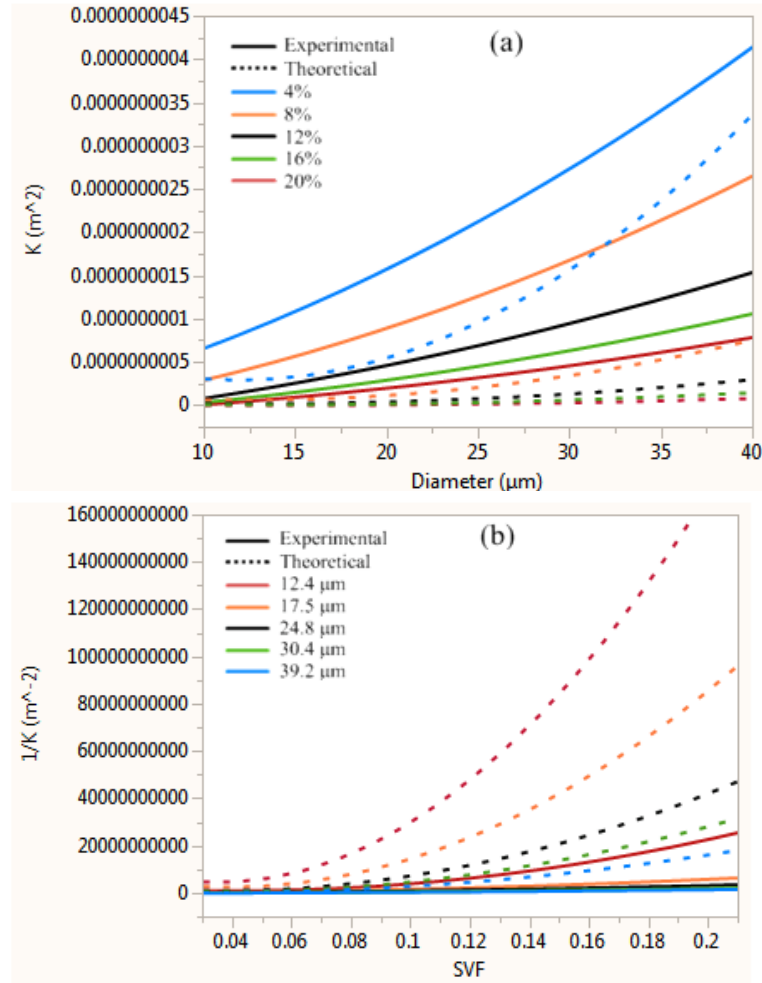 0.0000000045
(a)
Experimental
0.000000004
Theoretical
4%
0.0000000035
8%
12%
0.000000003
16%
20%
0.0000000025
K (m^2)
0.000000002
0.0000000015
0.000000001
0.0000000005
0
10 15 20 25 30 35 40
Diameter (μm)
160000000000
(b)
Experimental
Theoretical
140000000000
12.4 μm
17.5 μm
120000000000
24.8 μm
30.4 μm
100000000000
39.2 μm
80000000000
1/K (m^-2)
60000000000
40000000000
20000000000
0
0.04 0.06 0.08 0.1 0.12 0.14 0.16 0.18 0.2
SVF